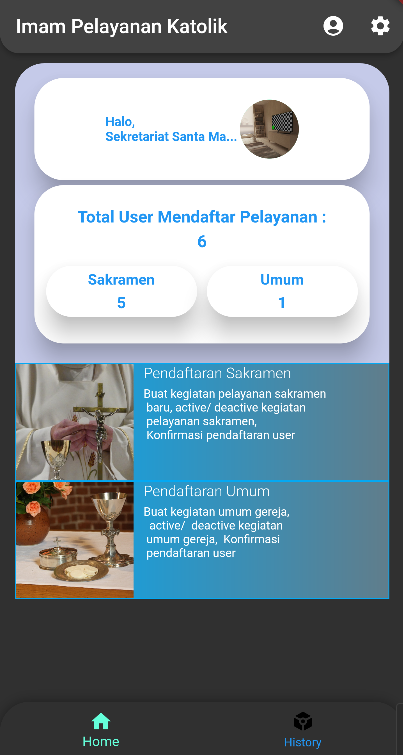 Imam Pelayanan Katolik
Halo,
Sekretariat Santa Ma...
Total User Mendaftar Pelayanan :
6
Sakramen
5
Umum
1
Pendaftaran Sakramen
Buat kegiatan pelayanan sakramen
baru, active/ deactive kegiatan
pelayanan sakramen,
Konfirmasi pendaftaran user
Pendaftaran Umum
Buat kegiatan umum gereja,
active/ deactive kegiatan
umum gereja, Konfirmasi
pendaftaran user
Home
History